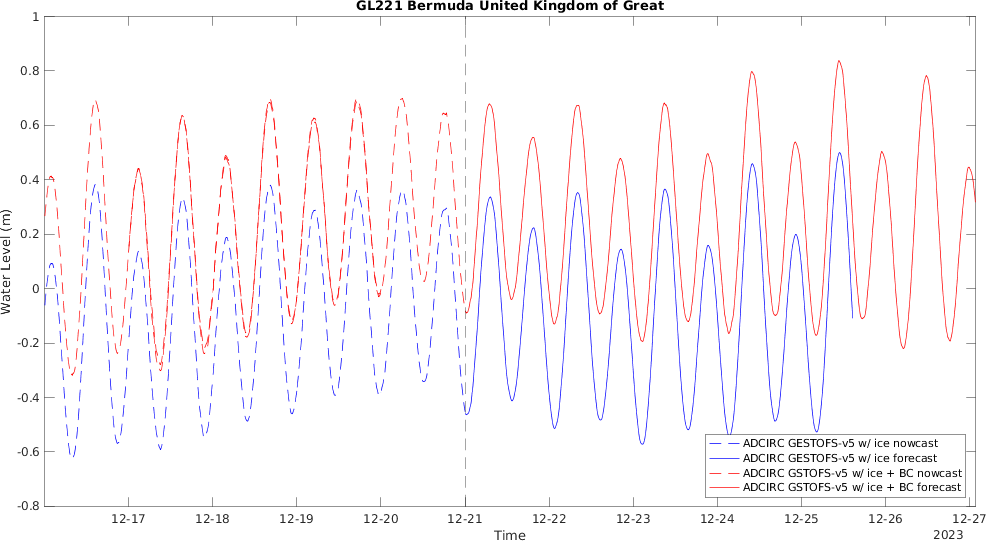 GL221 Bermuda United Kingdom of Great
Water Level (m)
1
0.8
0.6
0.4
0.2
0
-0.2
-0.4
-0.6
-0.8
ADCIRC GESTOFS-v5 w/ ice nowcast
ADCIRC GESTOFS-v5 w/ ice forecast
ADCIRC GSTOFS-v5 w/ ice + BC nowcast
ADCIRC GSTOFS-v5 w/ ice + BC forecast
12-17 12-18 12-19 12-20 12-21 12-22 12-23 12-24 12-25 12-26 12-27
Time
2023